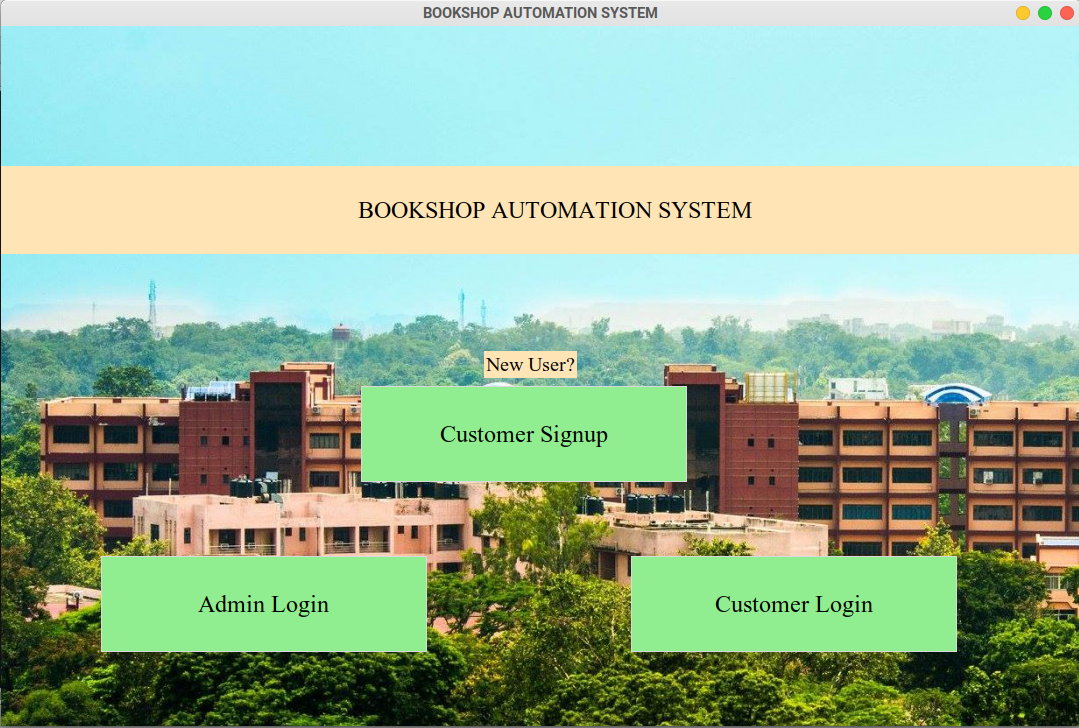 BOOKSHOP AUTOMATION SYSTEM
BOOKSHOP AUTOMATION SYSTEM
New User?
Customer Signup
Admin Login
Customer Login